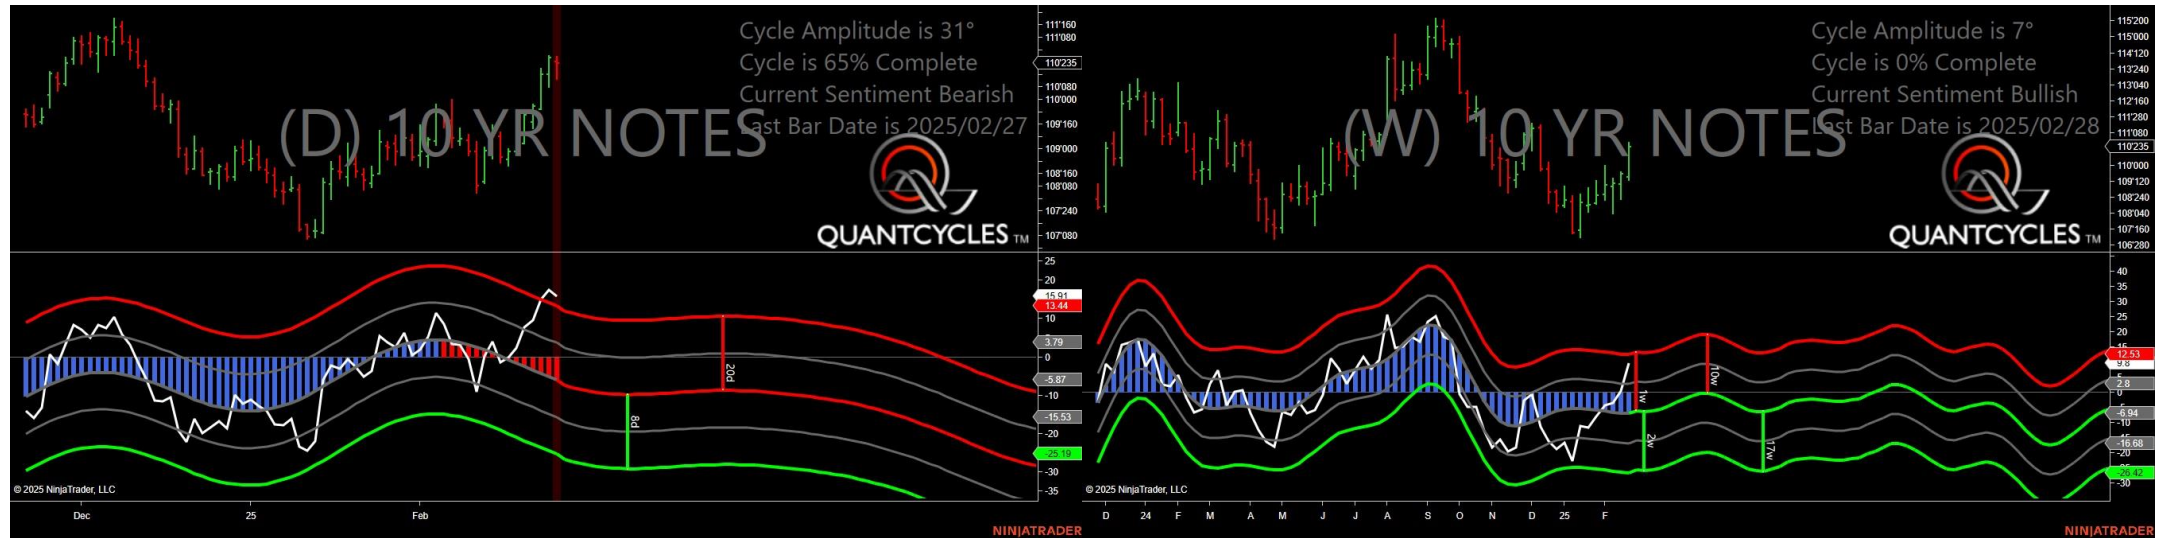 Cycle Amplitude is 31°
Cycle is 65% Complete
Current Sentiment Bearish
Last Bar Date is 2025/02/27
(D) 10 YR NOTES
QUANTCYCLES TM
111'160
111'080
110'235
110'080
110'000
109'160
109'000
108'160
108'080
107'240
107'080
25
20
15.91
13.44
10
3.79
0
-5.87
-10
-15.53
-20
-25.19
-30
-35
20d
8d
© 2025 NinjaTrader, LLC
Dec
25
Feb
NINJATRADER
Cycle Amplitude is 7°
Cycle is 0% Complete
Current Sentiment Bullish
Last Bar Date is 2025/02/28
(W) 10 YR NOTES
QUANTCYCLES TM
115'200
115'000
114'120
113'240
113'040
112'160
111'280
111'080
110'235
110'000
109'120
108'240
108'040
107'160
106'280
40
35
30
25
20
12.53
9.8
2.8
0
-6.94
-10
-16.68
-20
-26.42
-30
1w
2w
10w
17w
© 2025 NinjaTrader, LLC
D 24 F M A M J J A S O N D 25 F
NINJATRADER